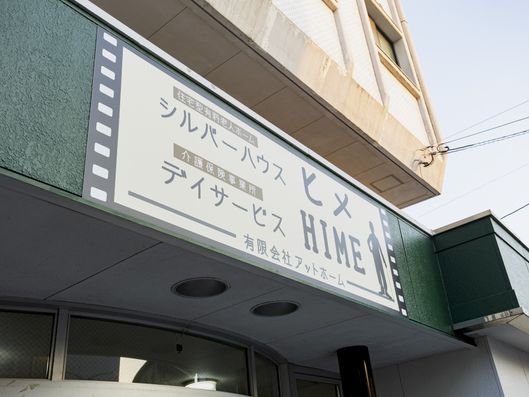 住宅型有料老人ホーム
シルバーハウス
介護保険事業所
デイサービス
ヒメ
HIME
有限会社アットホーム